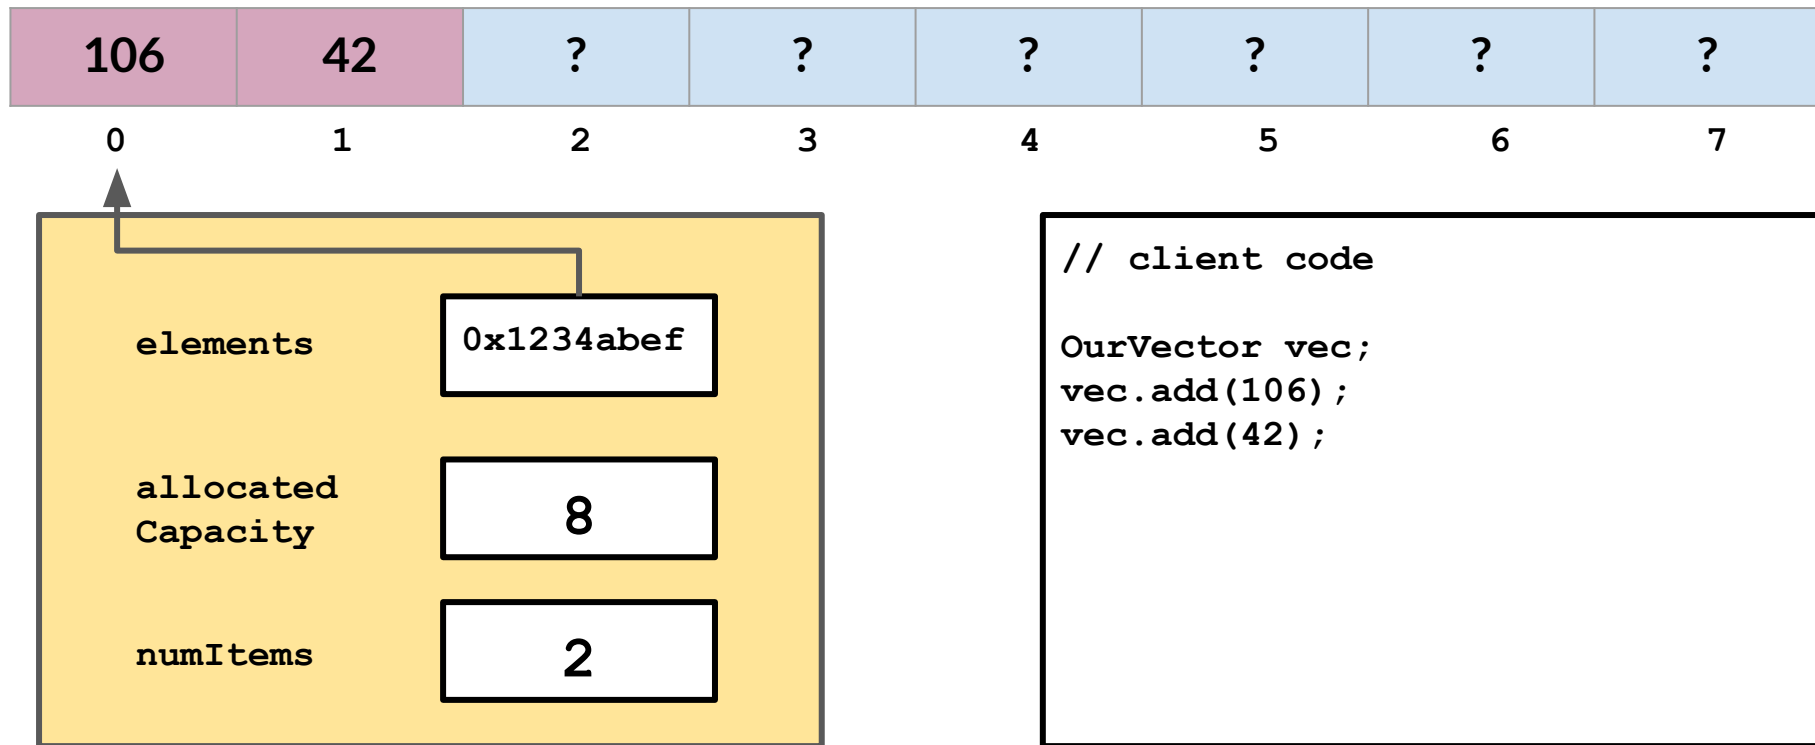 106 42 ? ? ? ? ? ?
0 1 2 3 4 5 6 7
elements 0x1234abef
allocated
Capacity 8
numItems 2
// client code
OurVector vec;
vec.add(106);
vec.add(42);